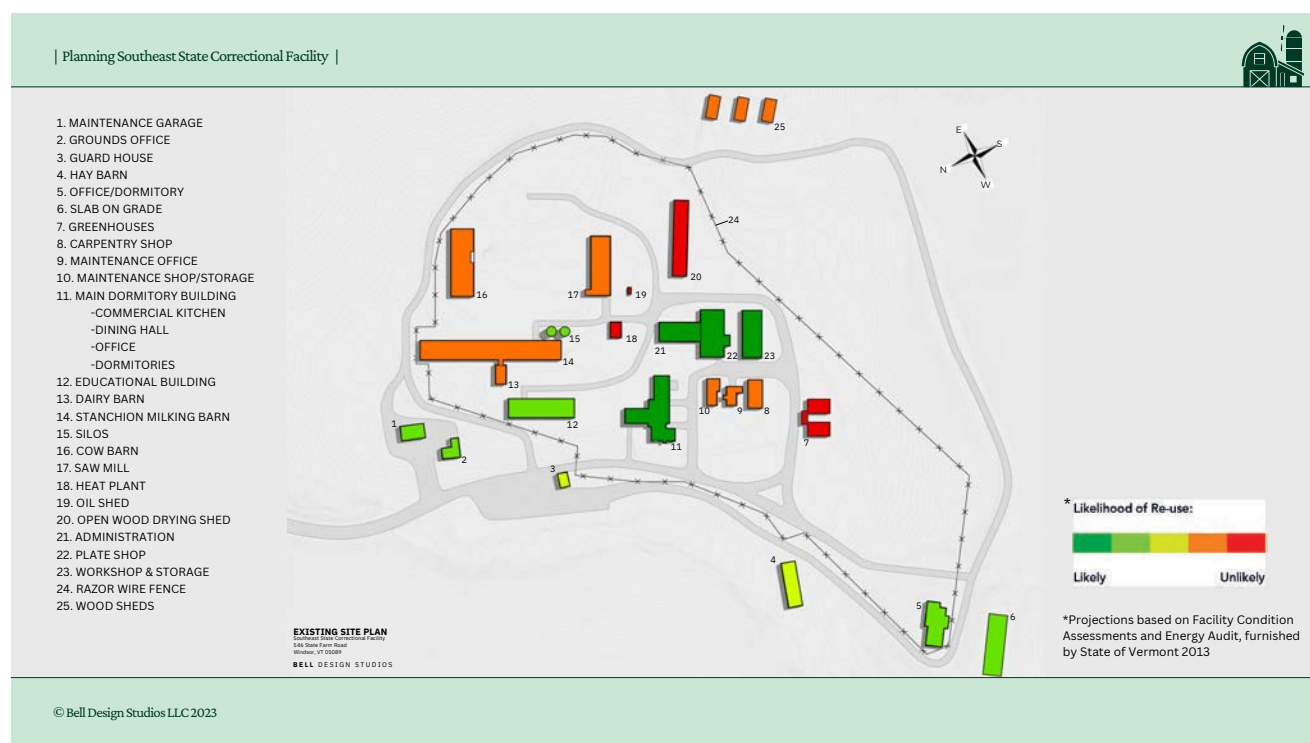 | Planning Southeast State Correctional Facility |
1. MAINTENANCE GARAGE
2. GROUNDS OFFICE
3. GUARD HOUSE
4. HAY BARN
5. OFFICE/DORMITORY
6. SLAB ON GRADE
7. GREENHOUSES
8. CARPENTRY SHOP
9. MAINTENANCE OFFICE
10. MAINTENANCE SHOP/STORAGE
11. MAIN DORMITORY BUILDING
-COMMERCIAL KITCHEN
-DINING HALL
-OFFICE
-DORMITORIES
12. EDUCATIONAL BUILDING
13. DAIRY BARN
14. STANCHION MILKING BARN
15. SILOS
16. COW BARN
17. SAW MILL
18. HEAT PLANT
19. OIL SHED
20. OPEN WOOD DRYING SHED
21. ADMINISTRATION
22. PLATE SHOP
23. WORKSHOP & STORAGE
24. RAZOR WIRE FENCE
25. WOOD SHEDS
25
E
S
N
W
24
20
16
17
19
15
18
21
22
23
14
13
10
9
8
12
11
7
1
2
3
4
5
6
EXISTING SITE PLAN
Southeast State Correctional Facility
546 State Farm Road
Windsor, VT 05089
BELL DESIGN STUDIOS
* Likelihood of Re-use:
Likely Unlikely
*Projections based on Facility Condition
Assessments and Energy Audit, furnished
by State of Vermont 2013
© Bell Design Studios LLC 2023